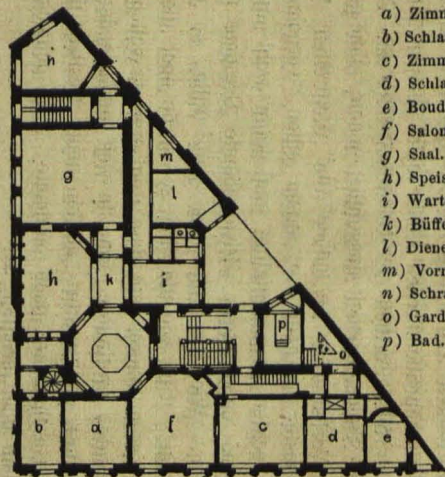 a) Zimm
b) Schla
c) Zimm
d) Schla
e) Boud
f) Salon
g) Saal.
h) Speis
i) Wart
k) Büffe
l) Diene
m) Vorr
n) Schra
o) Gard
p) Bad.
h
m
g
l
h
k
i
p
o
b
a
f
c
d
e